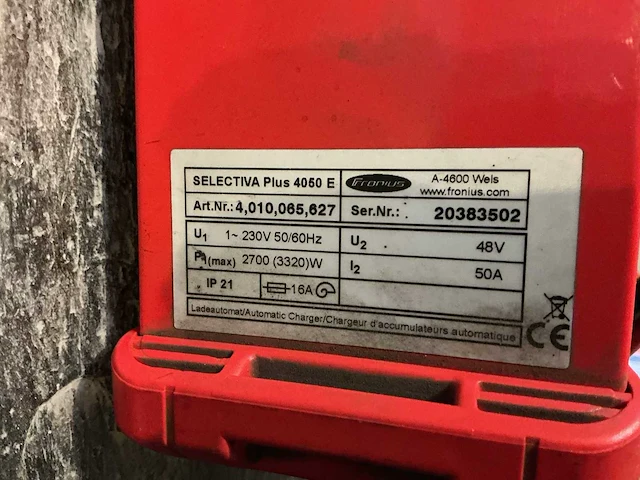 SELECTIVA Plus 4050 E
Fronius
A-4600 Wels
www.fronius.com
Art.Nr.: 4,010,065,627
Ser.Nr.: 20383502
U1 1~ 230V 50/60Hz
U2 48V
P1(max) 2700 (3320)W
I2 50A
IP 21
16A
Ladeautomat/Automatic Charger/Chargeur d'accumulateurs automatique
CE